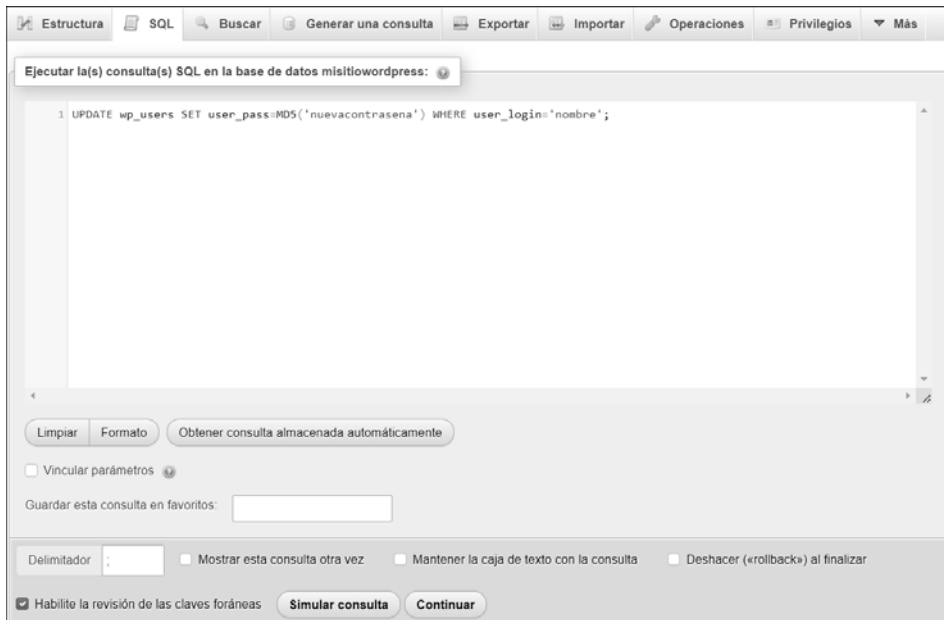 Estructura SQL Buscar Generar una consulta Exportar Importar Operaciones Privilegios Más
Ejecutar la(s) consulta(s) SQL en la base de datos misitiowordpress:
1 UPDATE wp_users SET user_pass=MD5('nuevacontrasena') WHERE user_login='nombre';
Limpiar Formato Obtener consulta almacenada automáticamente
Vincular parámetros
Guardar esta consulta en favoritos:
Delimitador ; Mostrar esta consulta otra vez Mantener la caja de texto con la consulta Deshacer («rollback») al finalizar
Habilite la revisión de las claves foráneas Simular consulta Continuar